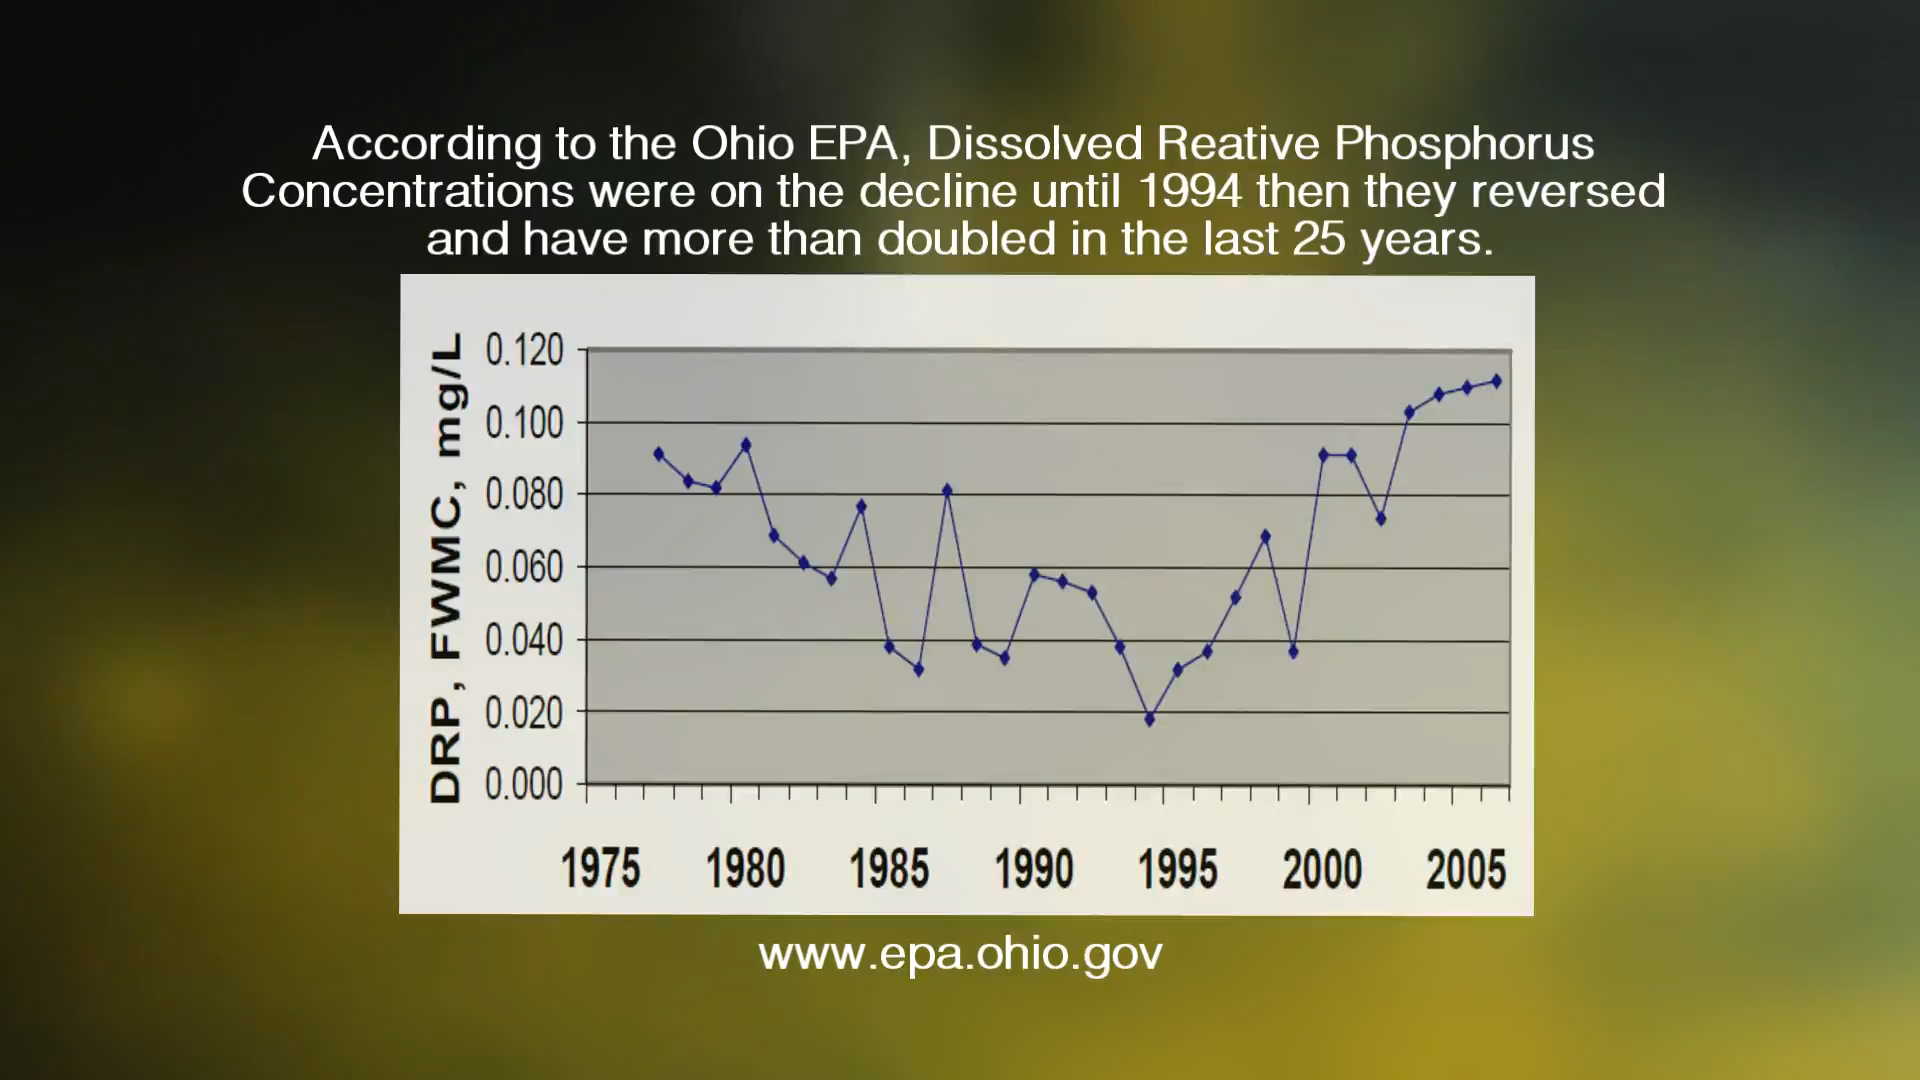 According to the Ohio EPA, Dissolved Reative Phosphorus
Concentrations were on the decline until 1994 then they reversed
and have more than doubled in the last 25 years.
DRP, FWMC, mg/L
0.120
0.100
0.080
0.060
0.040
0.020
0.000
1975 1980 1985 1990 1995 2000 2005
www.epa.ohio.gov